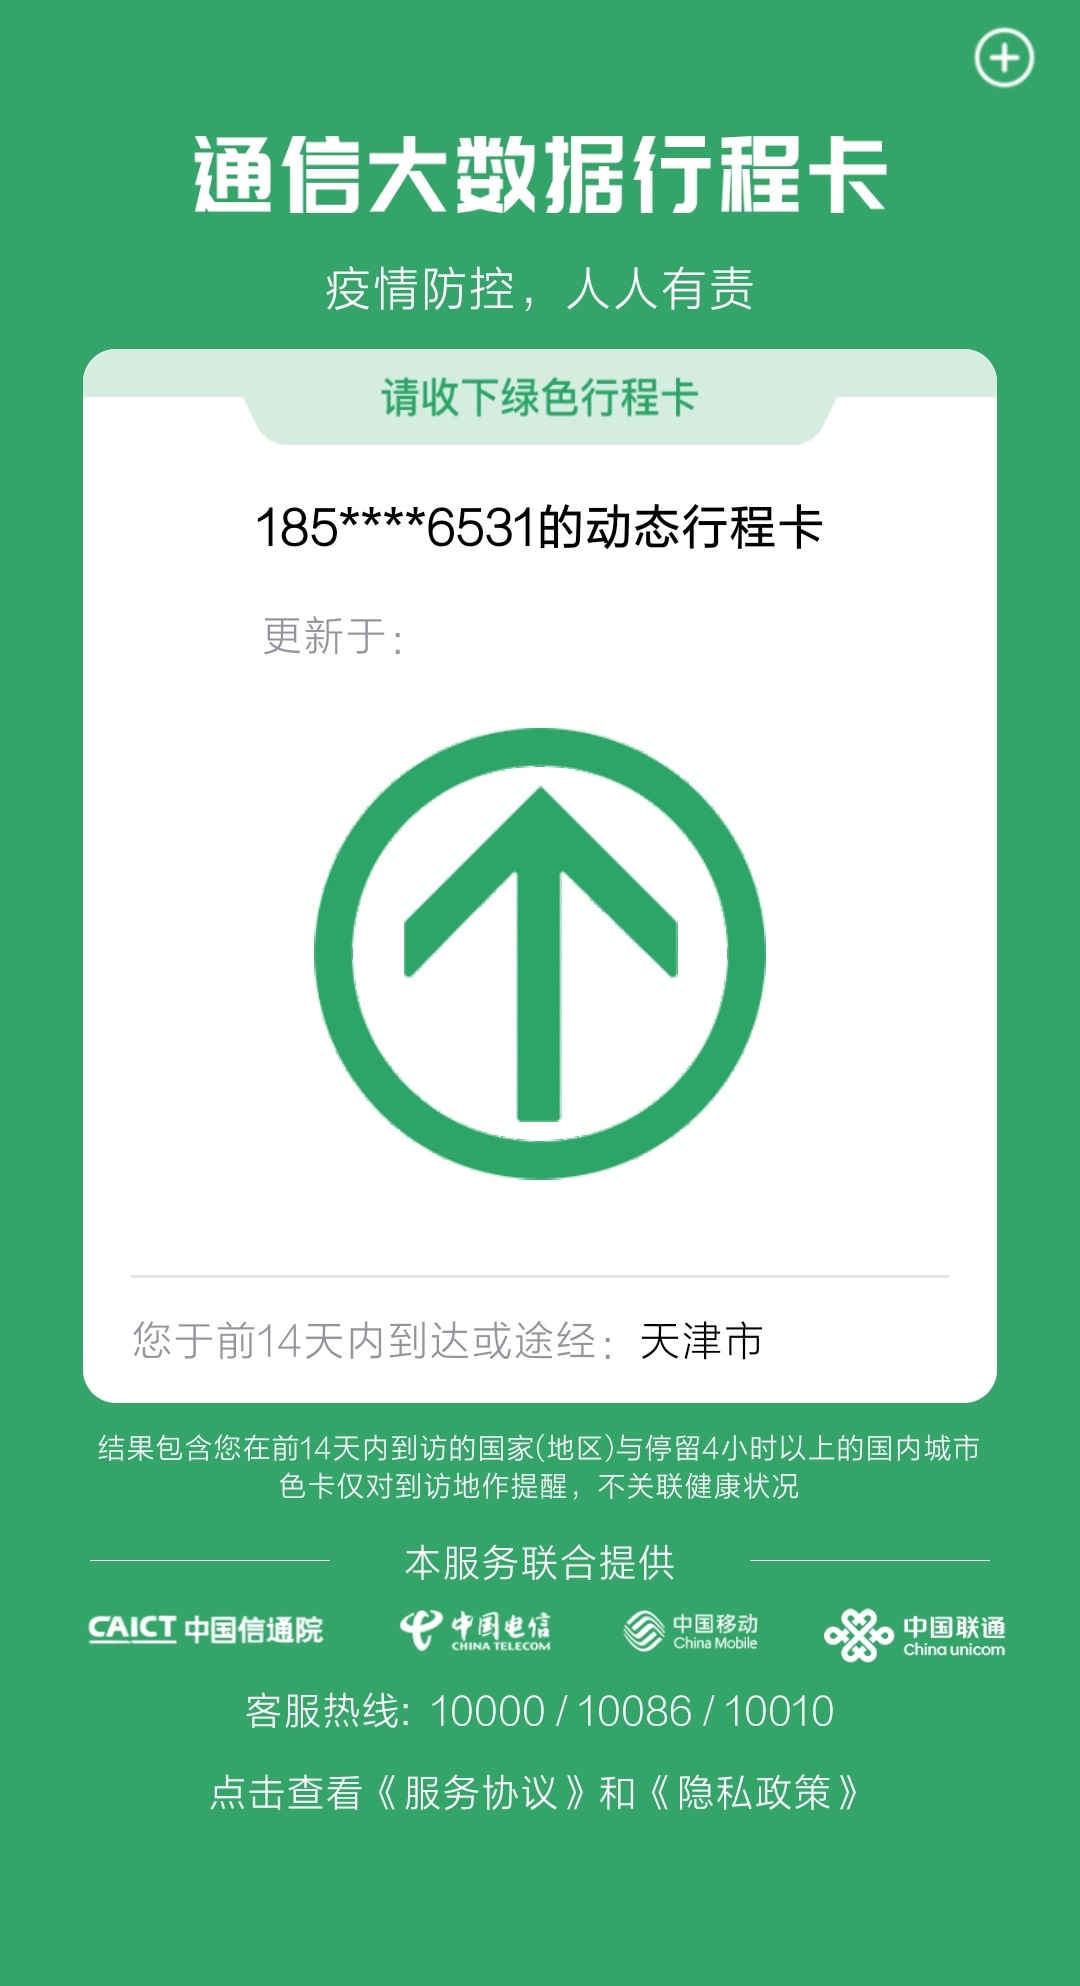 通信大数据行程卡
疫情防控，人人有责
请收下绿色行程卡
185****6531的动态行程卡
更新于：
您于前14天内到达或途经：天津市
结果包含您在前14天内到访的国家(地区)与停留4小时以上的国内城市
色卡仅对到访地作提醒，不关联健康状况
本服务联合提供
CAICT 中国信通院 中国电信 CHINA TELECOM 中国移动 China Mobile 中国联通 China unicom
客服热线：10000 / 10086 / 10010
点击查看《服务协议》和《隐私政策》